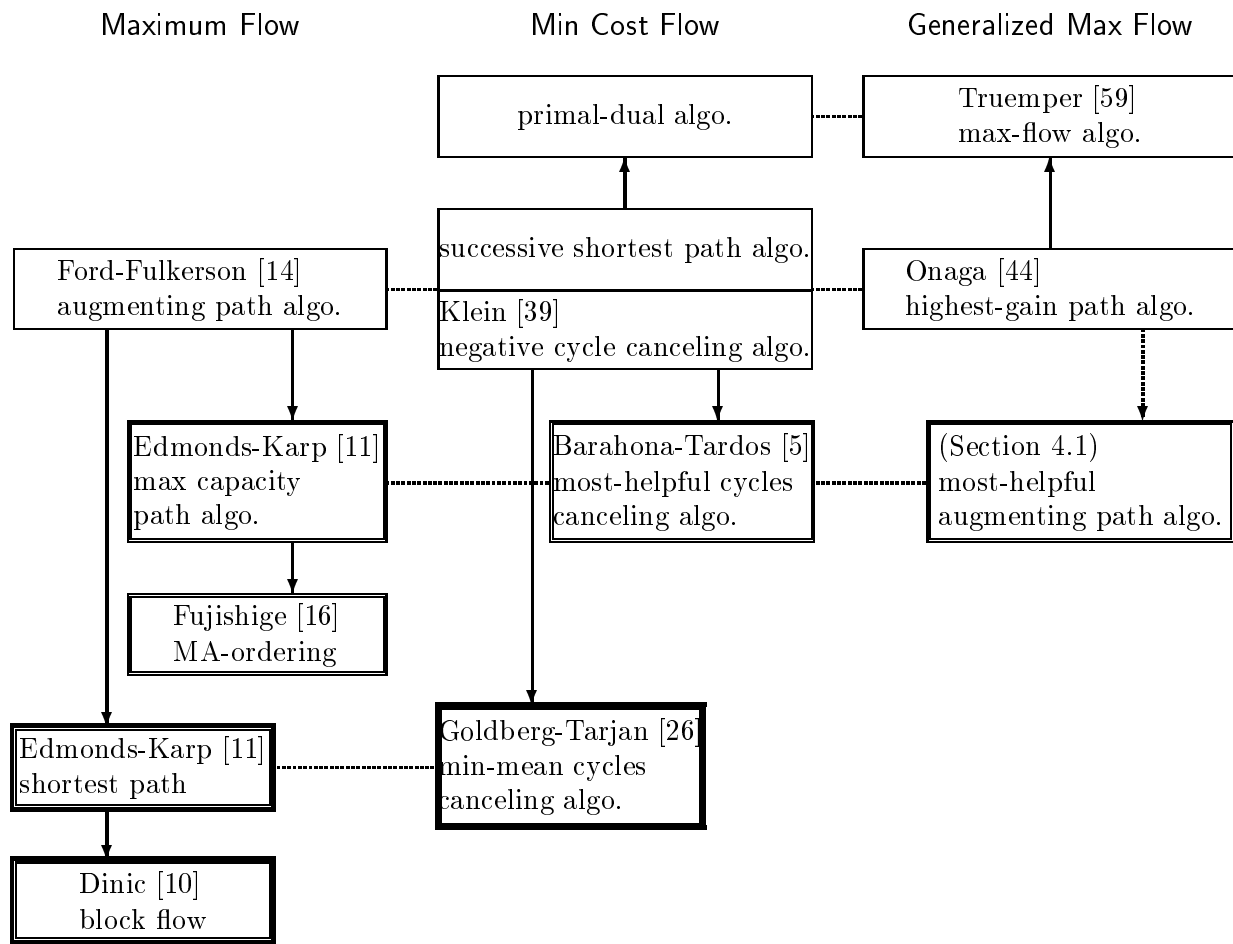 Maximum Flow
Min Cost Flow
Generalized Max Flow
primal-dual algo.
Truemper [59]
max-flow algo.
successive shortest path algo.
Ford-Fulkerson [14]
augmenting path algo.
Klein [39]
negative cycle canceling algo.
Onaga [44]
highest-gain path algo.
Edmonds-Karp [11]
max capacity
path algo.
Barahona-Tardos [5]
most-helpful cycles
canceling algo.
(Section 4.1)
most-helpful
augmenting path algo.
Fujishige [16]
MA-ordering
Edmonds-Karp [11]
shortest path
Goldberg-Tarjan [26]
min-mean cycles
canceling algo.
Dinic [10]
block flow